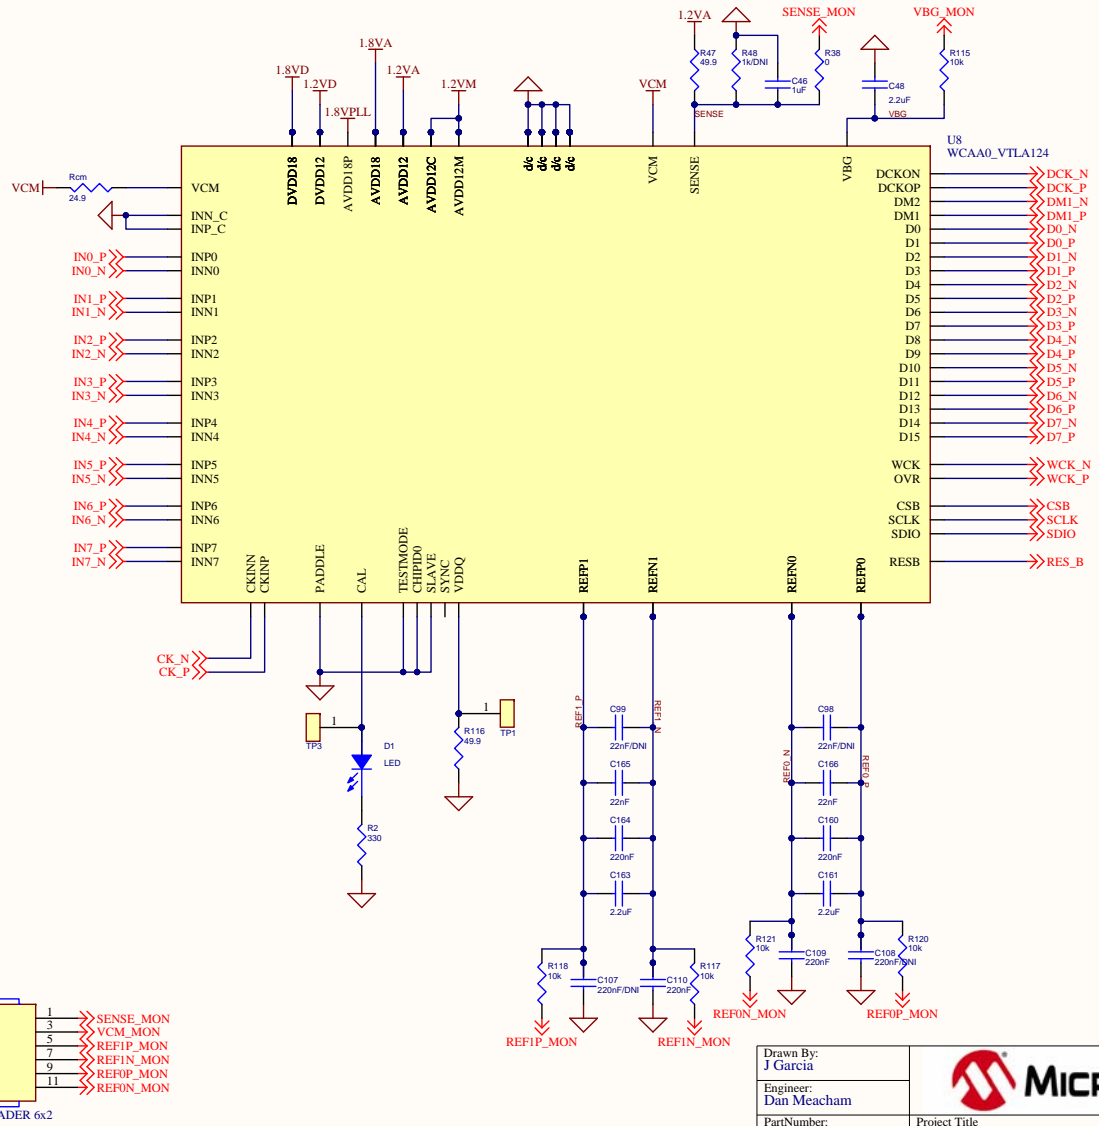 1.2VA
SENSE_MON
VBG_MON
R47
49.9
R48
1k/DNI
C46
1uF
R38
0
C48
2.2uF
R115
10k
1.8VD
1.2VD
1.8VPLL
1.8VA
1.2VA
1.2VM
VCM
SENSE
VBG
U8
WCAA0_VTLA124
DVDD18
DVDD12
AVDD18P
AVDD18
AVDD12
AVDD12C
AVDD12M
d/c
d/c
d/c
d/c
VCM
SENSE
VBG
VCM
Rcm
24.9
VCM
INN_C
INP_C
IN0_P INP0
IN0_N INN0
IN1_P INP1
IN1_N INN1
IN2_P INP2
IN2_N INN2
IN3_P INP3
IN3_N INN3
IN4_P INP4
IN4_N INN4
IN5_P INP5
IN5_N INN5
IN6_P INP6
IN6_N INN6
IN7_P INP7
IN7_N INN7
DCKON DCK_N
DCKOP DCK_P
DM2 DM1_N
DM1 DM1_P
D0 D0_N
D1 D0_P
D2 D1_N
D3 D1_P
D4 D2_N
D5 D2_P
D6 D3_N
D7 D3_P
D8 D4_N
D9 D4_P
D10 D5_N
D11 D5_P
D12 D6_N
D13 D6_P
D14 D7_N
D15 D7_P
WCK WCK_N
OVR WCK_P
CSB CSB
SCLK SCLK
SDIO SDIO
RESB RES_B
CKINN
CKINP
PADDLE
CAL
TESTMODE
CHIPID0
SLAVE
SYNC
VDDQ
REFP1
REFN1
REFN0
REFP0
CK_N
CK_P
1
TP3
D1
LED
R2
330
1
TP1
R116
49.9
REF1_P
REF1_N
C99
22nF/DNI
C165
22nF
C164
220nF
C163
2.2uF
R118
10k
C107
220nF/DNI
C110
220nF
R117
10k
REF1P_MON
REF1N_MON
REF0_N
REF0_P
C98
22nF/DNI
C166
22nF
C160
220nF
C161
2.2uF
R121
10k
C109
220nF
C108
220nF/DNI
R120
10k
REF0N_MON
REF0P_MON
1 SENSE_MON
3 VCM_MON
5 REF1P_MON
7 REF1N_MON
9 REF0P_MON
11 REF0N_MON
ADER 6x2
Drawn By:
J Garcia
Engineer:
Dan Meacham
PartNumber:
Project Title